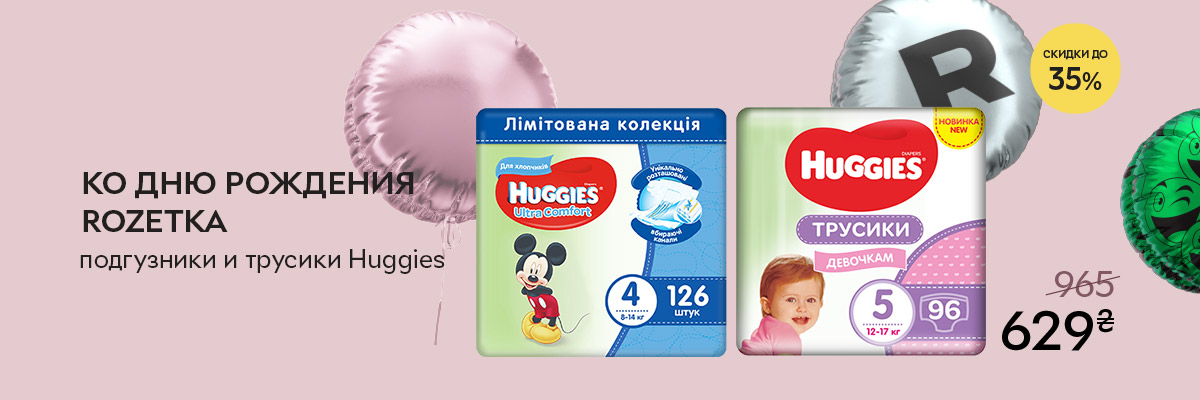 КО ДНЮ РОЖДЕНИЯ
ROZETKA
подгузники и трусики Huggies
Лімітована колекція
Для хлопчиків
Diapers
HUGGIES®
Ultra Comfort
Унікально
розташовані
вбираючі
канали
4
8-14 кг
126
штук
НОВИНКА
NEW
DIAPERS
HUGGIES®
ТРУСИКИ
ДЕВОЧКАМ
5
12-17 кг
96
R
СКИДКИ ДО
35%
965
629₴